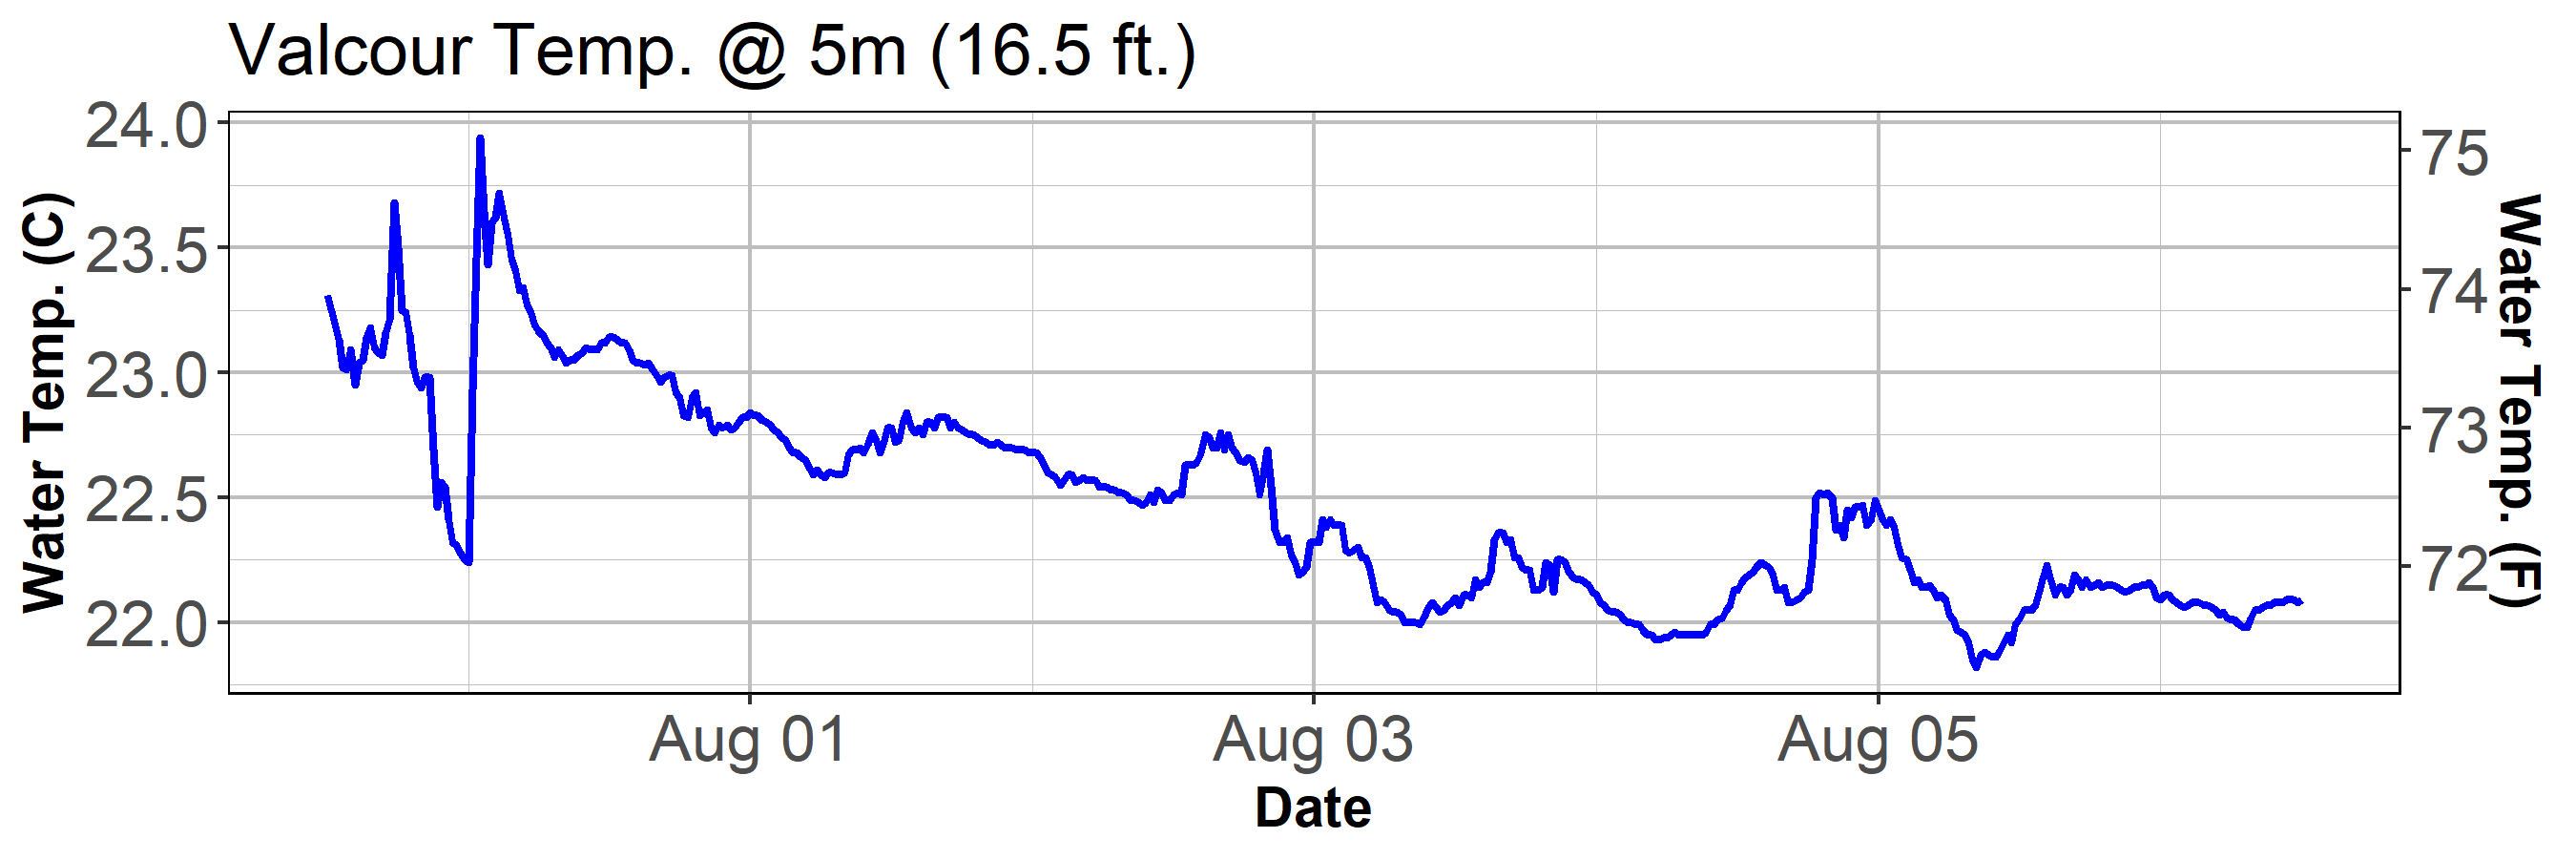 Valcour Temp. @ 5m (16.5 ft.)
Water Temp. (C)
24.0
23.5
23.0
22.5
22.0
75
74
73
72
Water Temp. (F)
Aug 01 Aug 03 Aug 05
Date